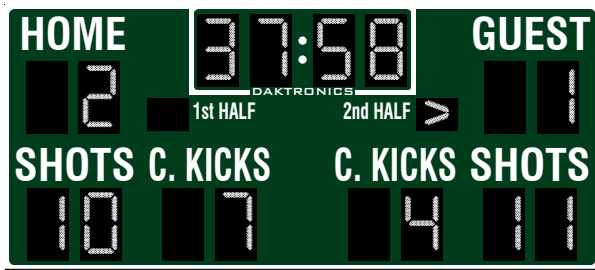 HOME 37:58 GUEST
2 1
DAKTRONICS
1st HALF 2nd HALF >
SHOTS C. KICKS C. KICKS SHOTS
10 7 4 11